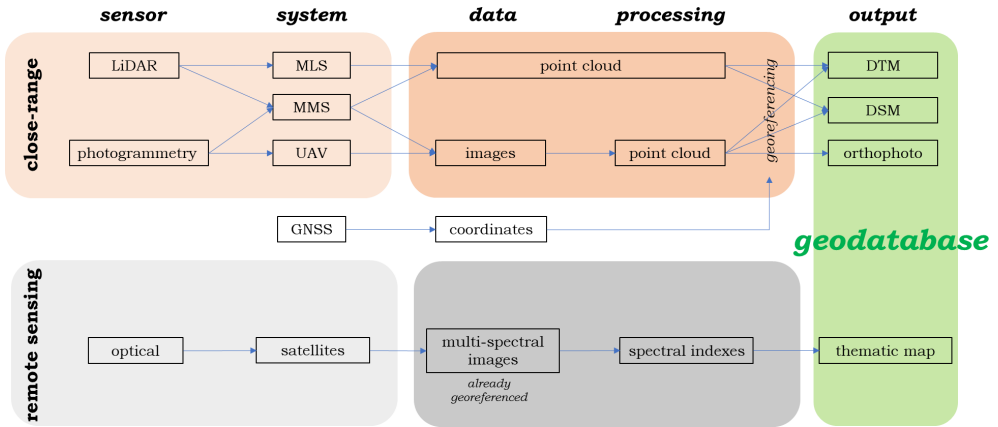 sensor
system
data
processing
output
close-range
LiDAR
MLS
point cloud
DTM
MMS
georeferencing
DSM
photogrammetry
UAV
images
point cloud
orthophoto
GNSS
coordinates
geodatabase
remote sensing
optical
satellites
multi-spectral
images
spectral indexes
thematic map
already
georeferenced